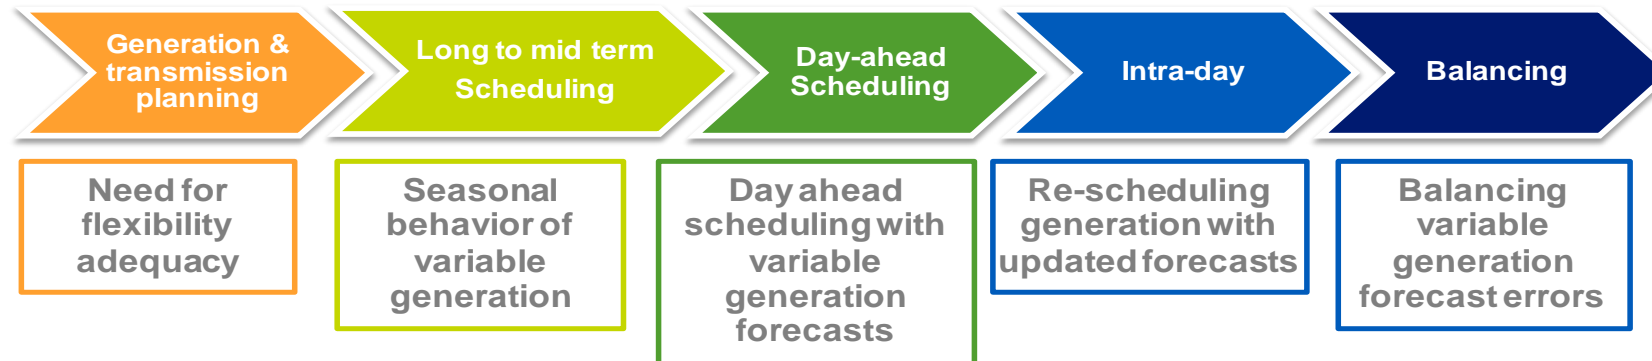 Generation &
transmission
planning
Long to mid term
Scheduling
Day-ahead
Scheduling
Intra-day
Balancing
Need for
flexibility
adequacy
Seasonal
behavior of
variable
generation
Day ahead
scheduling with
variable
generation
forecasts
Re-scheduling
generation with
updated forecasts
Balancing
variable
generation
forecast errors